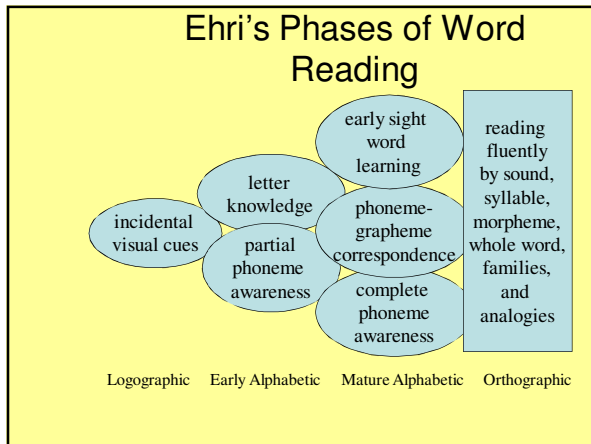 Ehri's Phases of Word
Reading
incidental
visual cues
letter
knowledge
partial
phoneme
awareness
early sight
word
learning
phoneme-
grapheme
correspondence
complete
phoneme
awareness
reading
fluently
by sound,
syllable,
morpheme,
whole word,
families,
and
analogies
Logographic Early Alphabetic Mature Alphabetic Orthographic